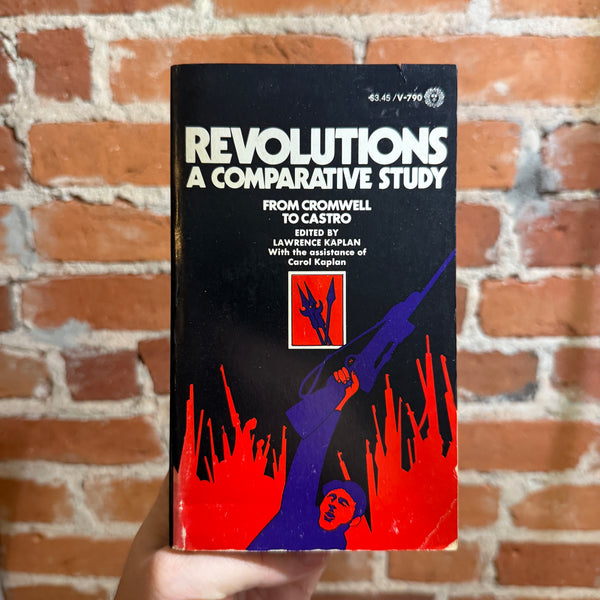 $3.45 / V-790
REVOLUTIONS
A COMPARATIVE STUDY
FROM CROMWELL
TO CASTRO
EDITED BY
LAWRENCE KAPLAN
With the assistance of
Carol Kaplan